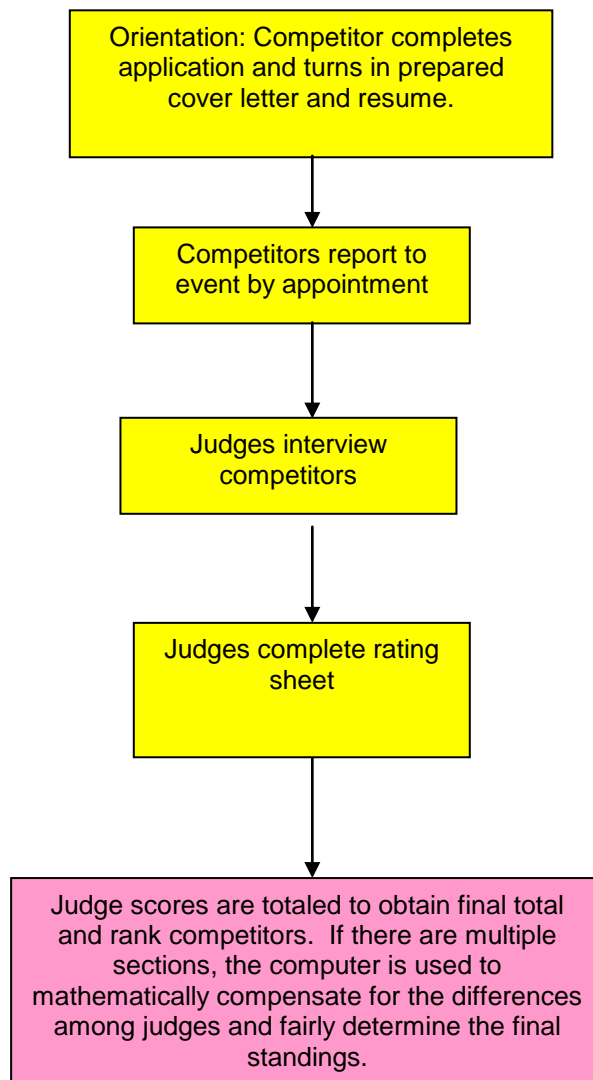 Orientation: Competitor completes
application and turns in prepared
cover letter and resume.
Competitors report to
event by appointment
Judges interview
competitors
Judges complete rating
sheet
Judge scores are totaled to obtain final total
and rank competitors.  If there are multiple
sections, the computer is used to
mathematically compensate for the differences
among judges and fairly determine the final
standings.